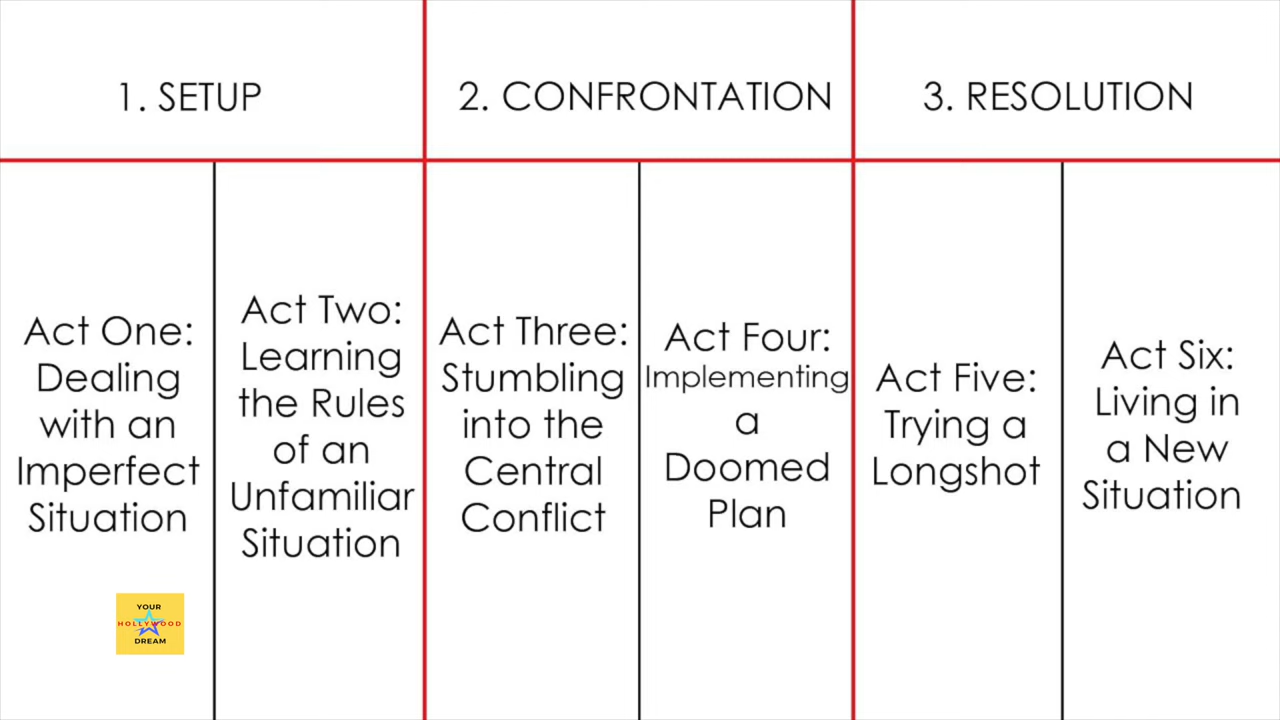 1. SETUP
2. CONFRONTATION
3. RESOLUTION
Act One:
Dealing
with an
Imperfect
Situation
Act Two:
Learning
the Rules
of an
Unfamiliar
Situation
Act Three:
Stumbling
into the
Central
Conflict
Act Four:
Implementing
a
Doomed
Plan
Act Five:
Trying a
Longshot
Act Six:
Living in
a New
Situation
YOUR
HOLLYWOOD
DREAM